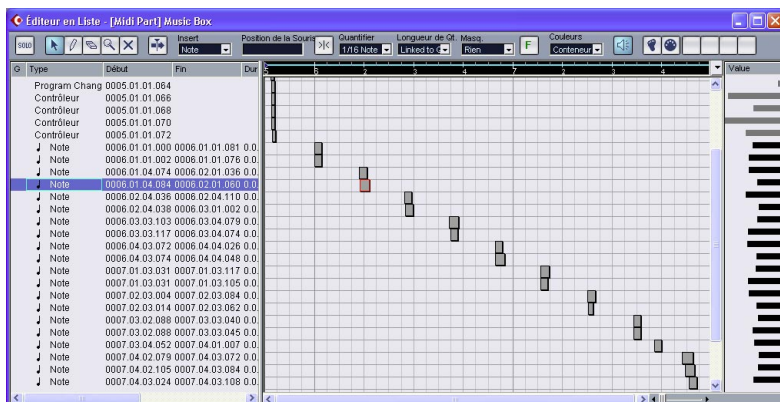 Éditeur en Liste - [Midi Part] Music Box
Insert Position de la Souris Quantifier Longueur de Qt. Masq. Couleurs
SOLO Note 1/16 Note Linked to Rien F Conteneur
G Type Début Fin Dur 5 6 2 3 4 7 2 3 4 Value
Program Chang 0005.01.01.064
Contrôleur 0005.01.01.066
Contrôleur 0005.01.01.068
Contrôleur 0005.01.01.070
Contrôleur 0005.01.01.072
Note 0006.01.01.000 0006.01.01.081 0.0.
Note 0006.01.01.002 0006.01.01.076 0.0.
Note 0006.01.04.074 0006.02.01.036 0.0.
Note 0006.01.04.084 0006.02.01.060 0.0.
Note 0006.02.04.036 0006.02.04.110 0.0.
Note 0006.02.04.038 0006.03.01.002 0.0.
Note 0006.03.03.103 0006.03.04.079 0.0.
Note 0006.03.03.117 0006.03.04.074 0.0.
Note 0006.04.03.072 0006.04.04.026 0.0.
Note 0006.04.03.074 0006.04.04.048 0.0.
Note 0007.01.03.031 0007.01.03.117 0.0.
Note 0007.01.03.031 0007.01.03.105 0.0.
Note 0007.02.03.004 0007.02.03.084 0.0.
Note 0007.02.03.014 0007.02.03.062 0.0.
Note 0007.03.02.088 0007.03.03.040 0.0.
Note 0007.03.02.088 0007.03.03.045 0.0.
Note 0007.03.04.052 0007.04.01.007 0.0.
Note 0007.04.02.079 0007.04.03.072 0.0.
Note 0007.04.02.105 0007.04.03.084 0.0.
Note 0007.04.03.024 0007.04.03.108 0.0.